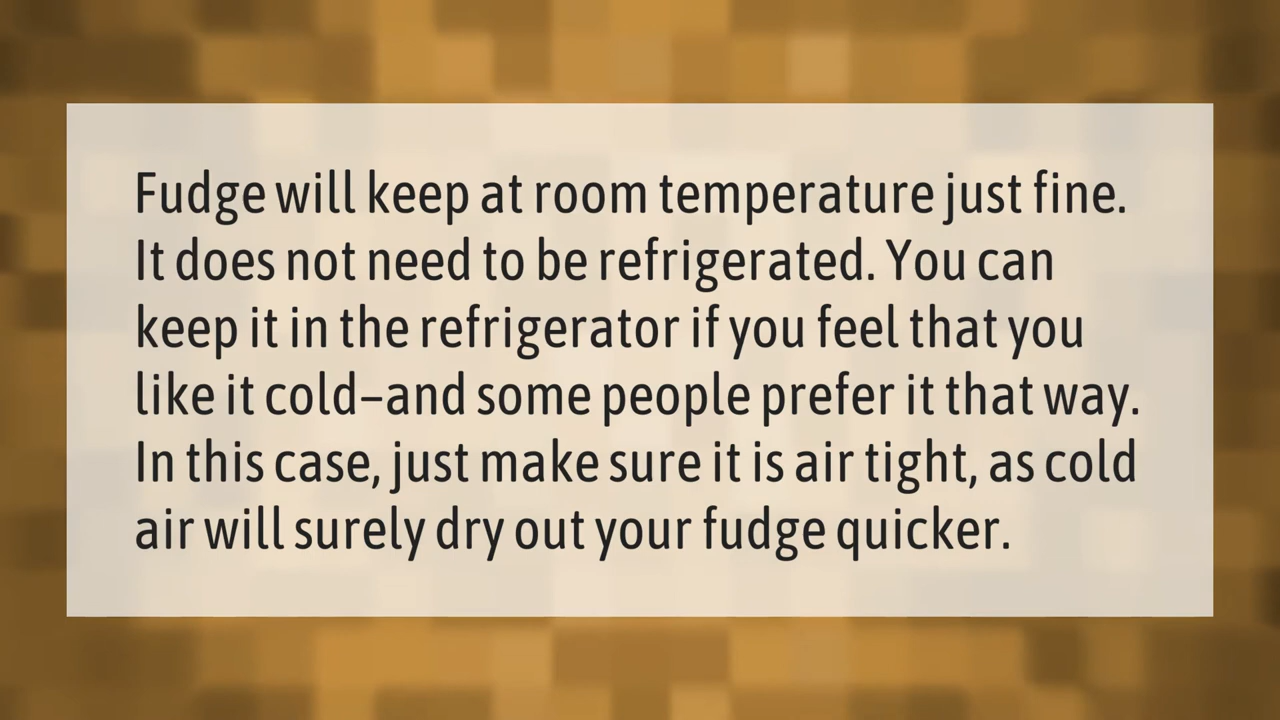 Fudge will keep at room temperature just fine.
It does not need to be refrigerated. You can
keep it in the refrigerator if you feel that you
like it cold–and some people prefer it that way.
In this case, just make sure it is air tight, as cold
air will surely dry out your fudge quicker.